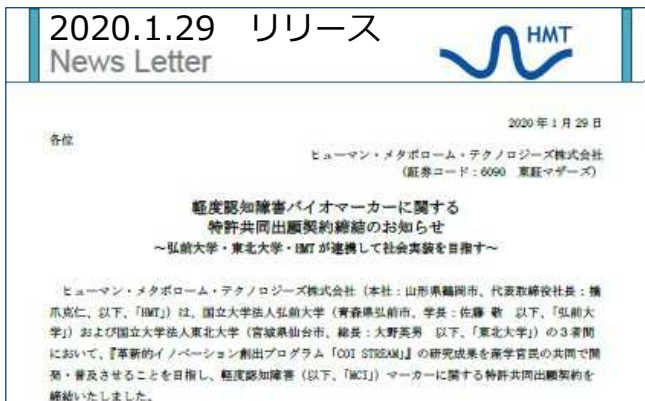 2020.1.29 リリース
News Letter
HMT
2020年1月29日
各位
ヒューマン・メタボローム・テクノロジーズ株式会社
(証券コード:6090 東証マザーズ)
軽度認知障害バイオマーカーに関する
特許共同出願契約締結のお知らせ
~弘前大学・東北大学・HMTが連携して社会実装を目指す~
ヒューマン・メタボローム・テクノロジーズ株式会社(本社:山形県鶴岡市、代表取締役社長:橋
爪克仁、以下、「HMT」)は、国立大学法人弘前大学(青森県弘前市、学長:佐藤 敬 以下、「弘前大
学」)および国立大学法人東北大学(宮城県仙台市、総長:大野英男 以下、「東北大学」)の3者間
において、『革新的イノベーション創出プログラム「COI STREAM」』の研究成果を産学官民の共同で開
発・普及させることを目指し、軽度認知障害(以下、「MCI」)マーカーに関する特許共同出願契約を
締結いたしました。